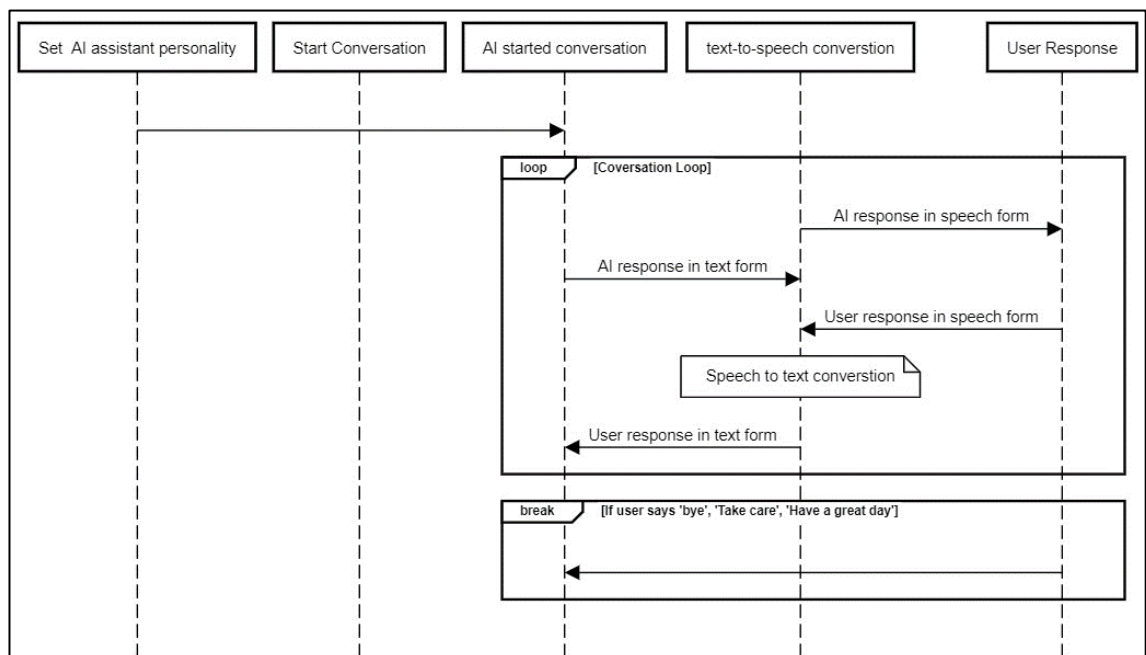 Set AI assistant personality
Start Conversation
AI started conversation
text-to-speech converstion
User Response
loop
[Coversation Loop]
AI response in speech form
AI response in text form
User response in speech form
Speech to text converstion
User response in text form
break
[If user says 'bye', 'Take care', 'Have a great day']